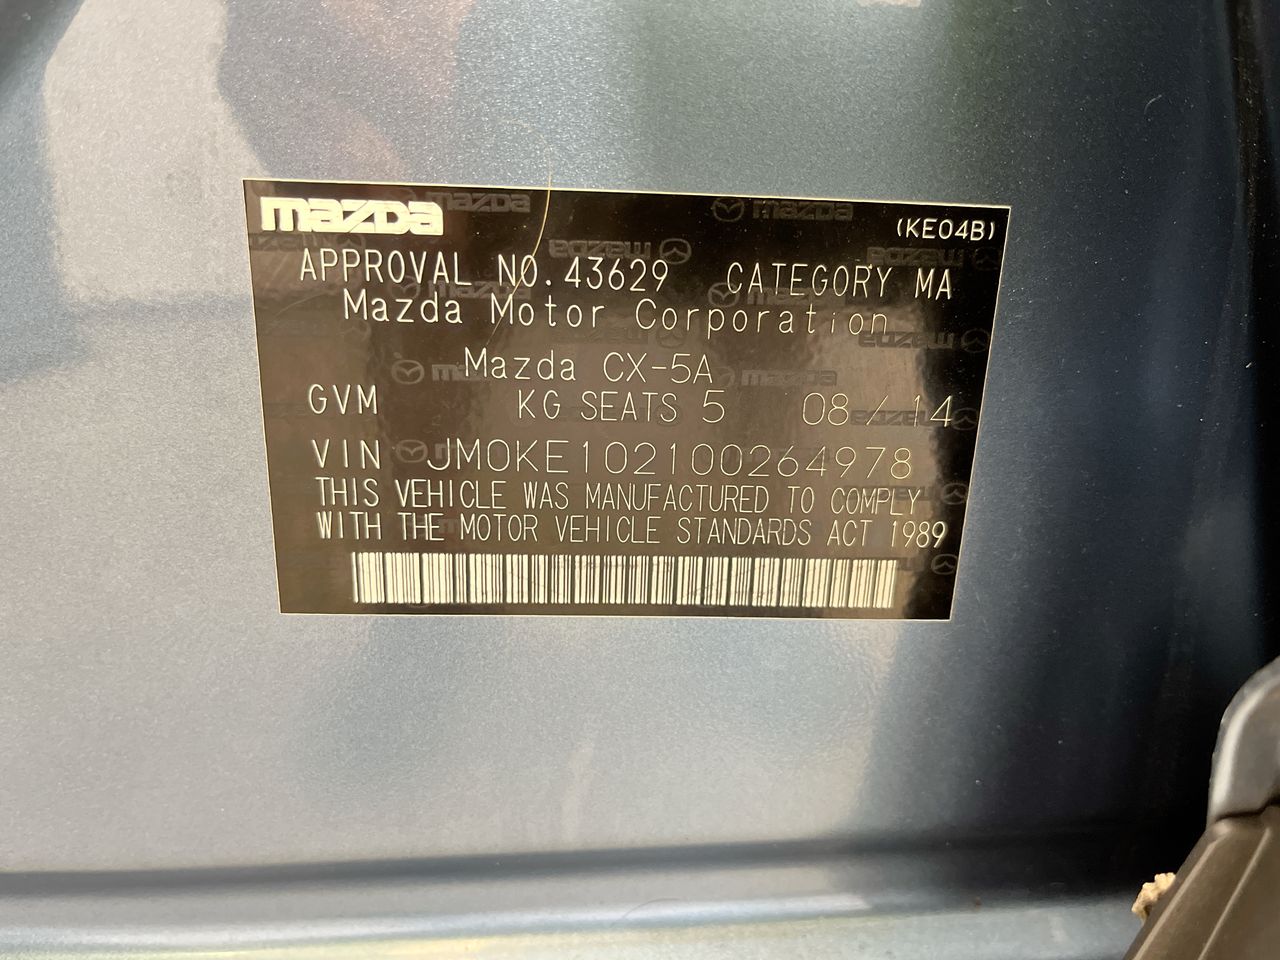 mazda
(KE04B)
APPROVAL NO.43629 CATEGORY MA
Mazda Motor Corporation
Mazda CX-5A
GVM KG SEATS 5 08/14
VIN JM0KE102100264978
THIS VEHICLE WAS MANUFACTURED TO COMPLY
WITH THE MOTOR VEHICLE STANDARDS ACT 1989